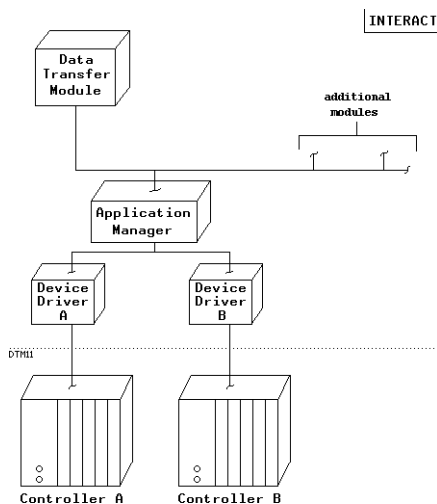 INTERACT
Data
Transfer
Module
additional
modules
Application
Manager
Device
Driver
A
Device
Driver
B
DTM11
Controller A
Controller B